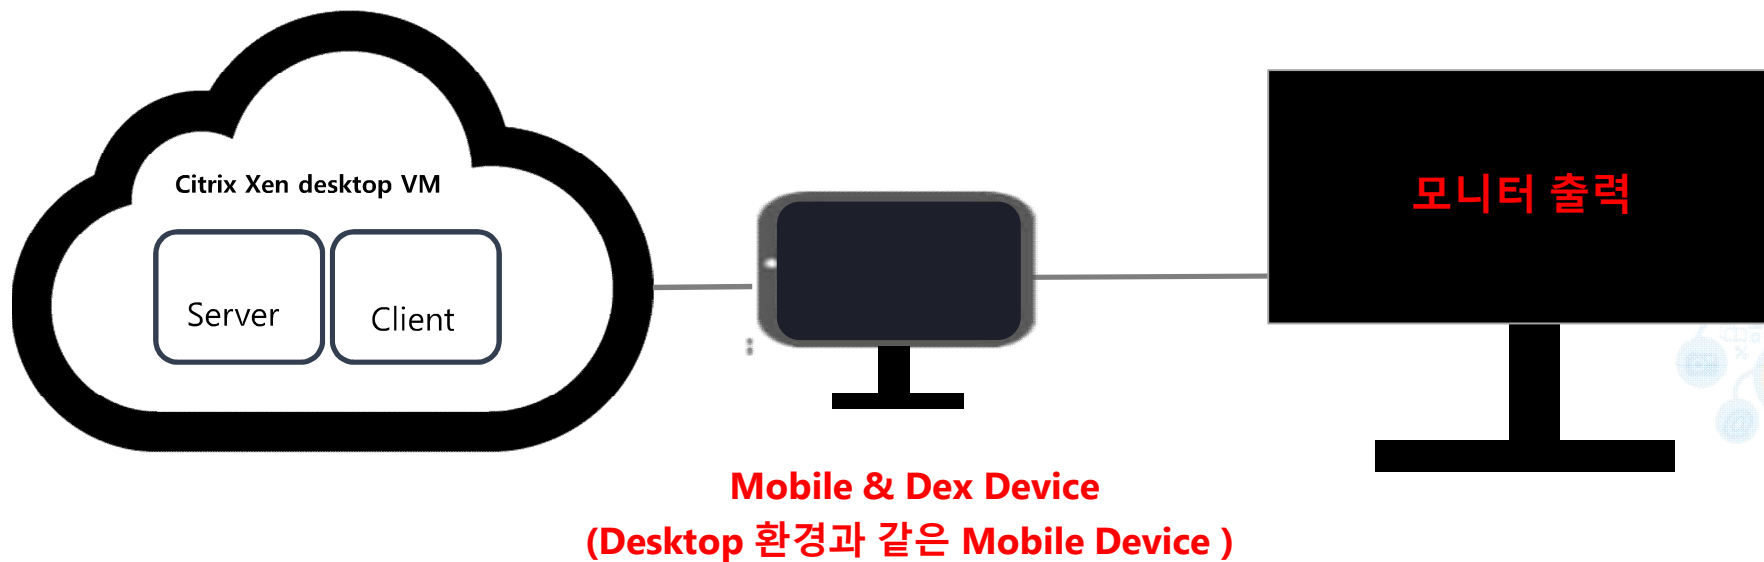 Citrix Xen desktop VM
Server
Client
모니터 출력
Mobile & Dex Device
(Desktop 환경과 같은 Mobile Device )